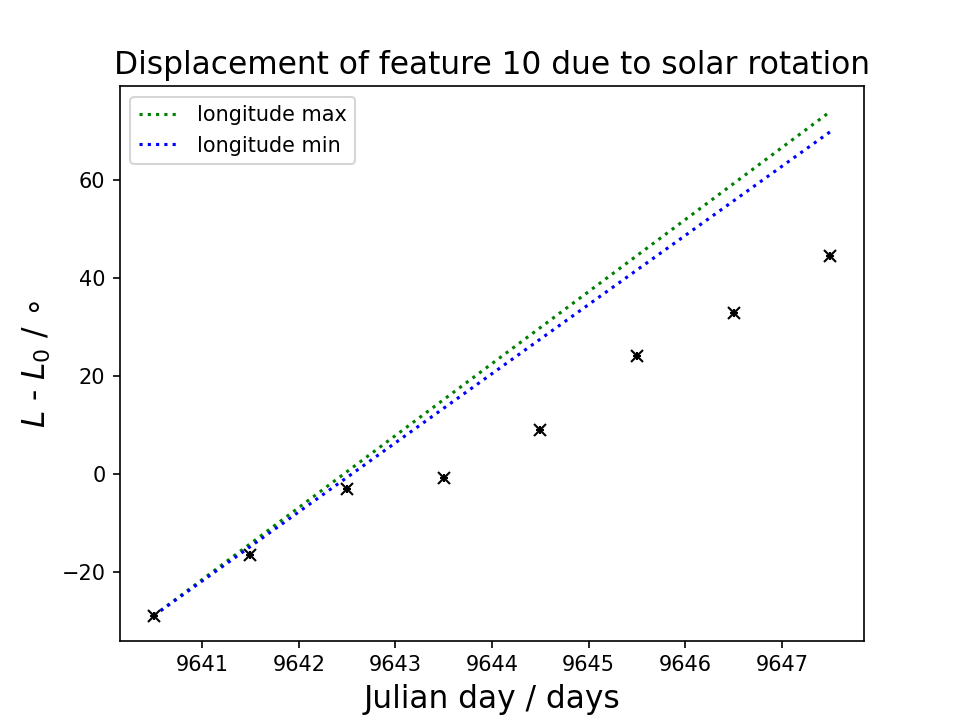 Displacement of feature 10 due to solar rotation
longitude max
longitude min
60
40
20
0
−20
L - L₀ / °
9641 9642 9643 9644 9645 9646 9647
Julian day / days